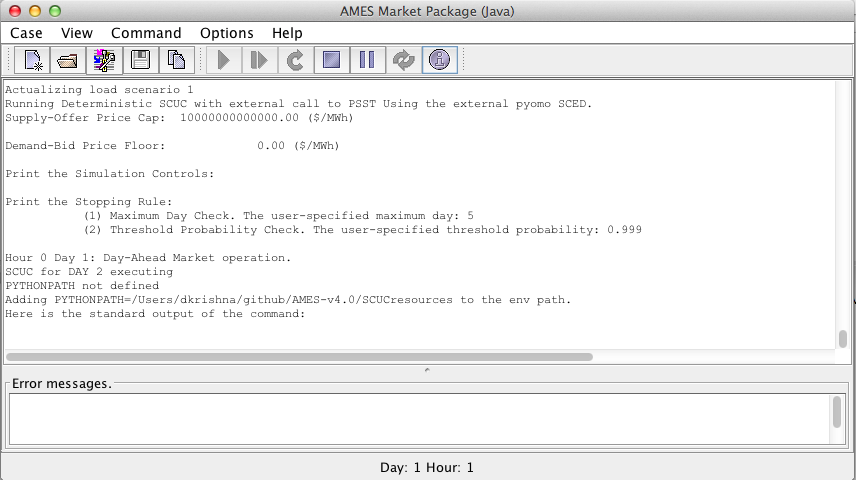 AMES Market Package (Java)
Case View Command Options Help
Actualizing load scenario 1
Running Deterministic SCUC with external call to PSST Using the external pyomo SCED.
Supply-Offer Price Cap: 10000000000000.00 ($/MWh)
Demand-Bid Price Floor: 0.00 ($/MWh)
Print the Simulation Controls:
Print the Stopping Rule:
(1) Maximum Day Check. The user-specified maximum day: 5
(2) Threshold Probability Check. The user-specified threshold probability: 0.999
Hour 0 Day 1: Day-Ahead Market operation.
SCUC for DAY 2 executing
PYTHONPATH not defined
Adding PYTHONPATH=/Users/dkrishna/github/AMES-v4.0/SCUCresources to the env path.
Here is the standard output of the command:
Error messages.
Day: 1 Hour: 1